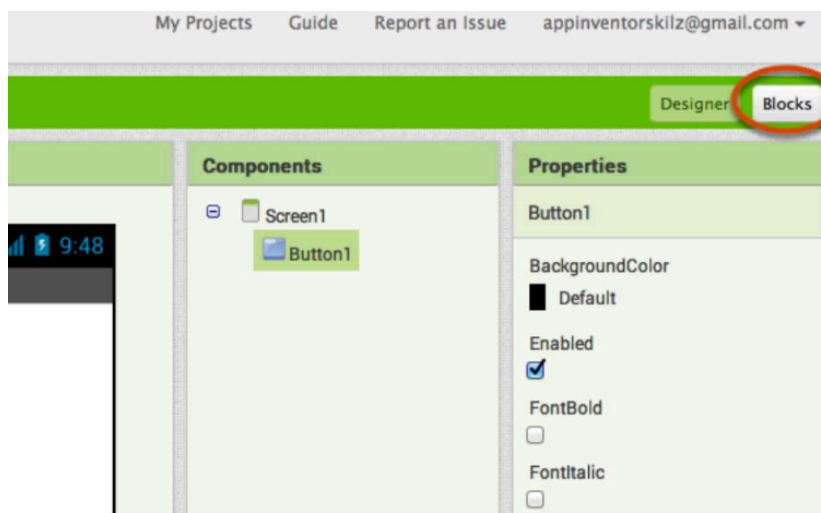 My Projects Guide Report an Issue appinventorskilz@gmail.com
Designer Blocks
Components Properties
Screen1 Button1
9:48 Button1
BackgroundColor
Default
Enabled
FontBold
FontItalic